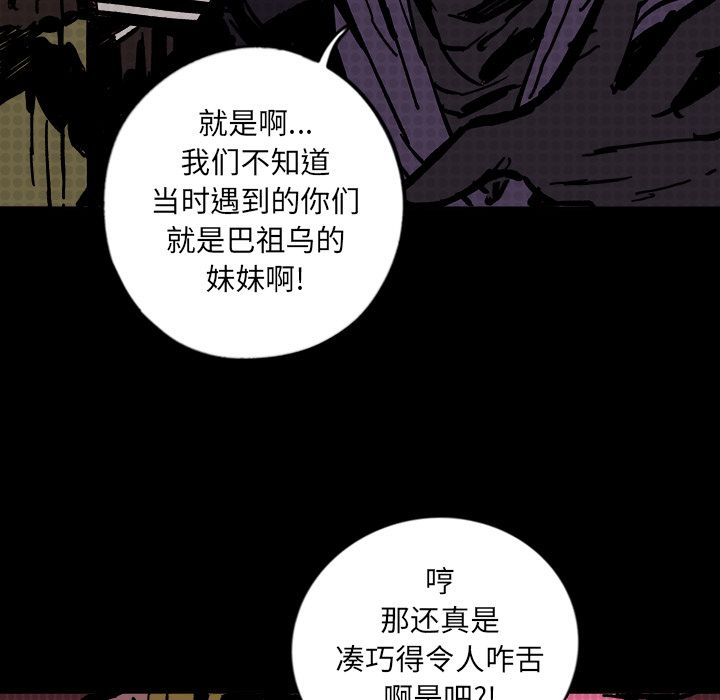 就是啊...
我们不知道
当时遇到的你们
就是巴祖乌的
妹妹啊!
哼
那还真是
凑巧得令人咋舌
啊是吧?!